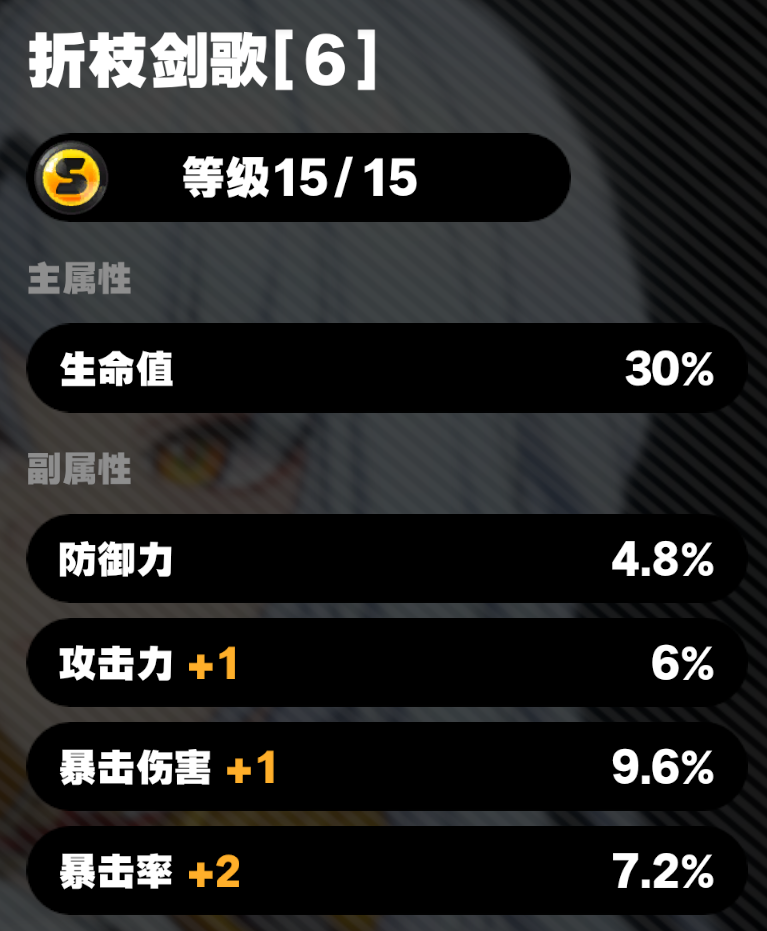 折枝剑歌[6]
S 等级15/15
主属性
生命值 30%
副属性
防御力 4.8%
攻击力 +1 6%
暴击伤害 +1 9.6%
暴击率 +2 7.2%